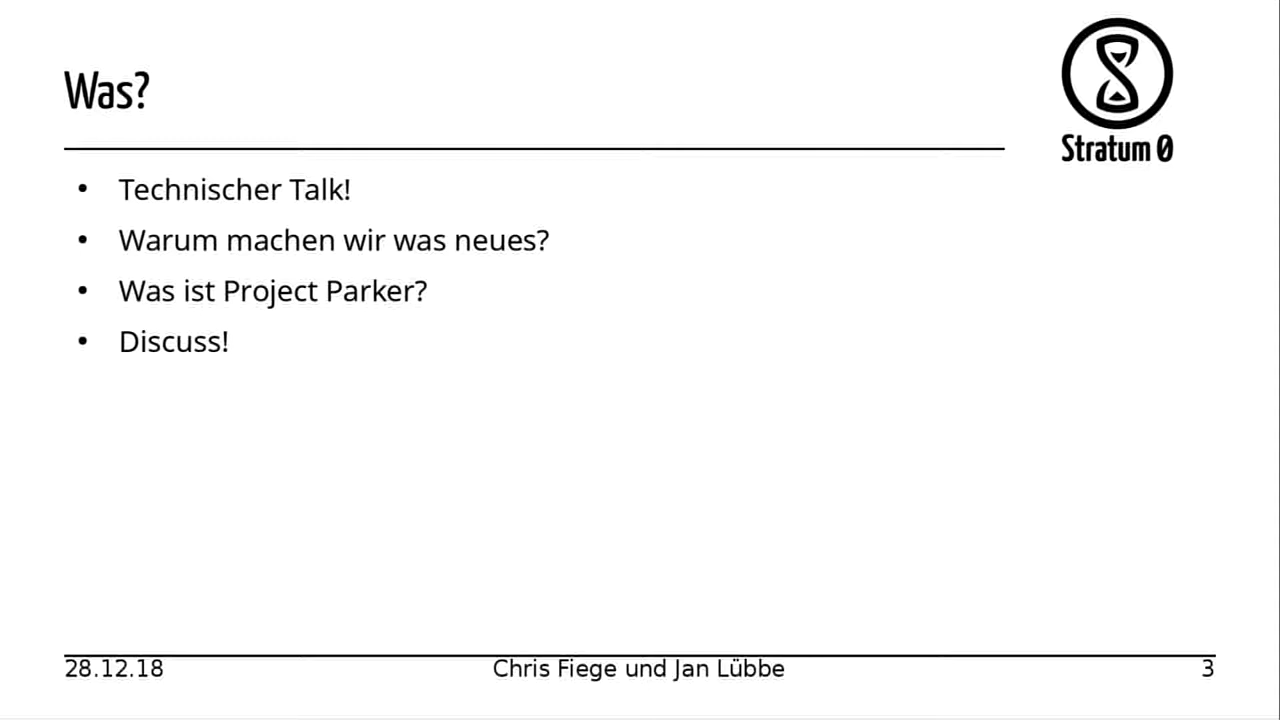 Was?
Stratum 0
• Technischer Talk!
• Warum machen wir was neues?
• Was ist Project Parker?
• Discuss!
28.12.18 Chris Fiege und Jan Lübbe 3